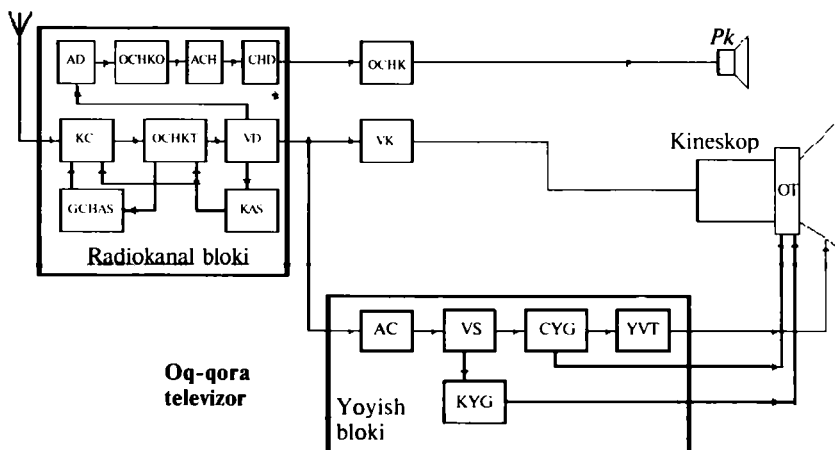 Pk
AD OCHKO ACH CHD OCHK
KC OCHKT VD VK
Kineskop
OT
GCHAS KAS
Radiokanal bloki
AC VS CYG YVT
Oq-qora
televizor
KYG
Yoyish
bloki